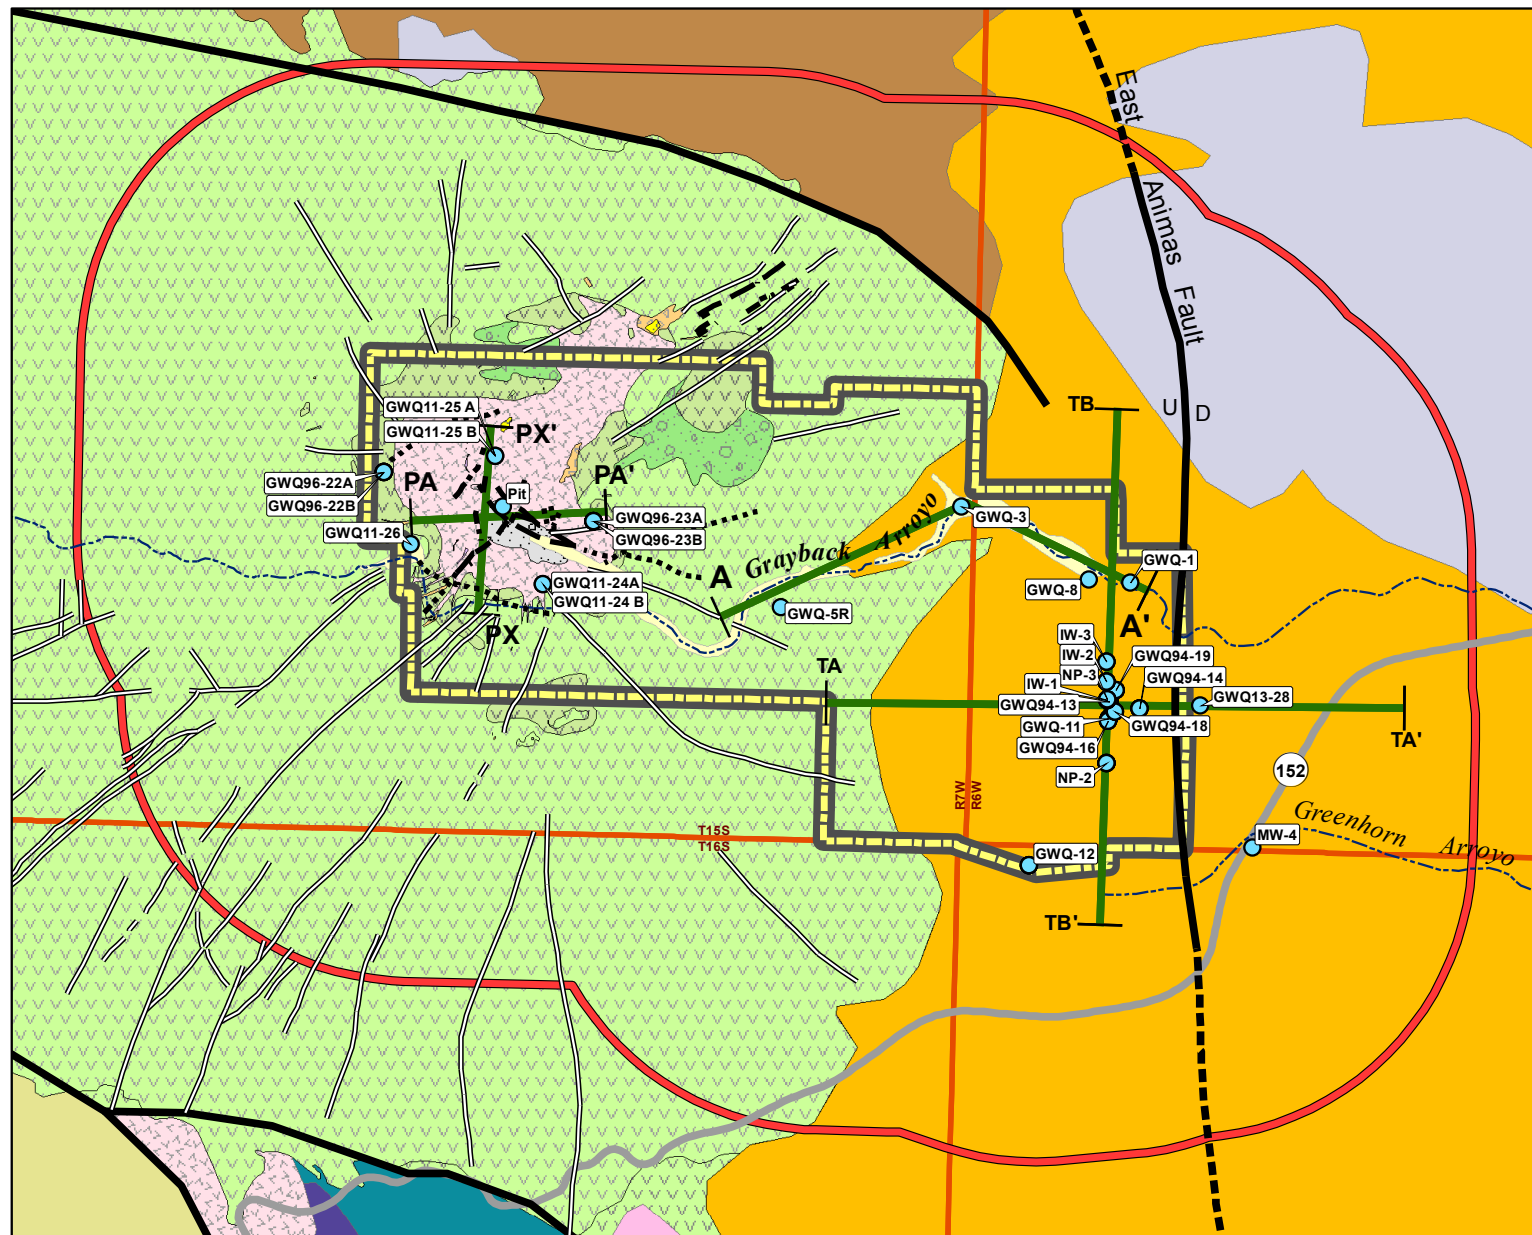 East
Animas
Fault
U
D
TB
GWQ11-25 A
GWQ11-25 B
PX'
PA
PA'
GWQ96-22A
GWQ96-22B
Pit
GWQ96-23A
GWQ96-23B
GWQ11-26
Grayback
Arroyo
GWQ-3
A
GWQ11-24A
GWQ11-24 B
GWQ-5R
GWQ-8
GWQ-1
A'
PX
IW-3
IW-2
NP-3
IW-1
GWQ94-19
GWQ94-14
TA
GWQ94-13
GWQ13-28
GWQ-11
GWQ94-18
GWQ94-16
TA'
NP-2
152
R7W
R6W
T15S
T16S
Greenhorn
Arroyo
MW-4
GWQ-12
TB'